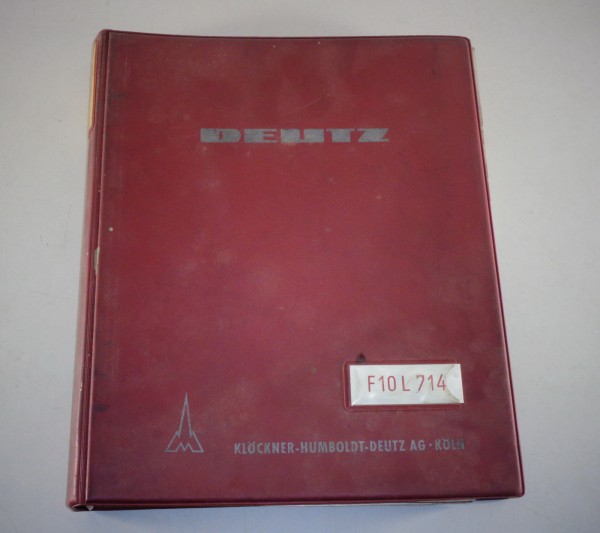 DEUTZ
F10L 714
KLÖCKNER-HUMBOLDT-DEUTZ AG · KÖLN